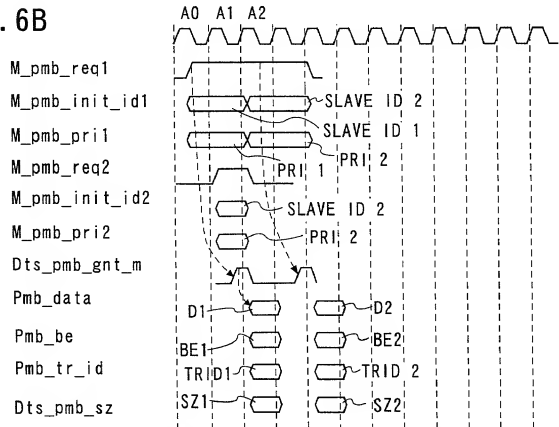 . 6B
A0 A1 A2
M_pmb_req1
M_pmb_init_id1
SLAVE ID 2
SLAVE ID 1
M_pmb_pri1
PRI 2
PRI 1
M_pmb_req2
M_pmb_init_id2
SLAVE ID 2
M_pmb_pri2
PRI 2
Dts_pmb_gnt_m
Pmb_data
D1 D2
Pmb_be
BE1 BE2
Pmb_tr_id
TRID1 TRID 2
Dts_pmb_sz
SZ1 SZ2